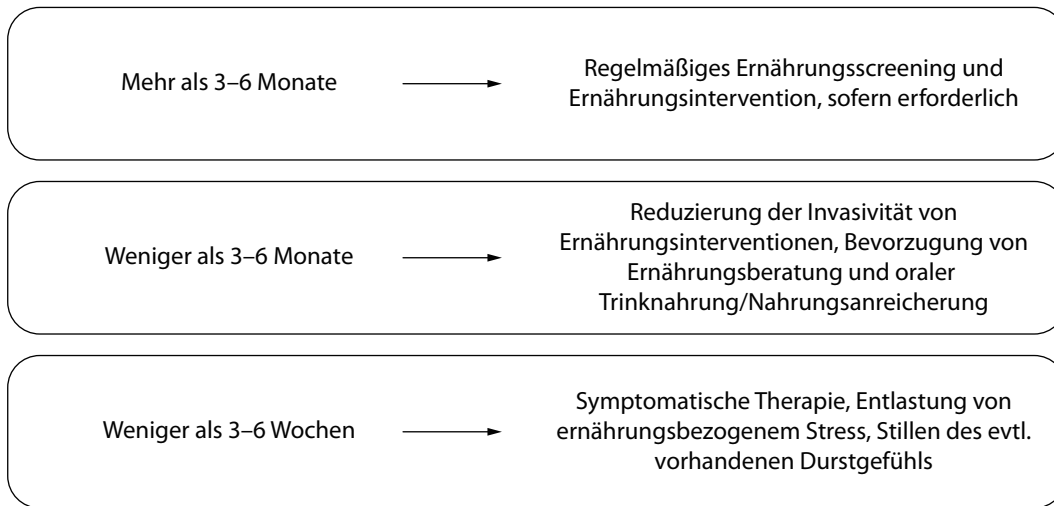 Mehr als 3–6 Monate
Regelmäßiges Ernährungsscreening und
Ernährungsintervention, sofern erforderlich
Weniger als 3–6 Monate
Reduzierung der Invasivität von
Ernährungsinterventionen, Bevorzugung von
Ernährungsberatung und oraler
Trinknahrung/Nahrungsanreicherung
Weniger als 3–6 Wochen
Symptomatische Therapie, Entlastung von
ernährungsbezogenem Stress, Stillen des evtl.
vorhandenen Durstgefühls